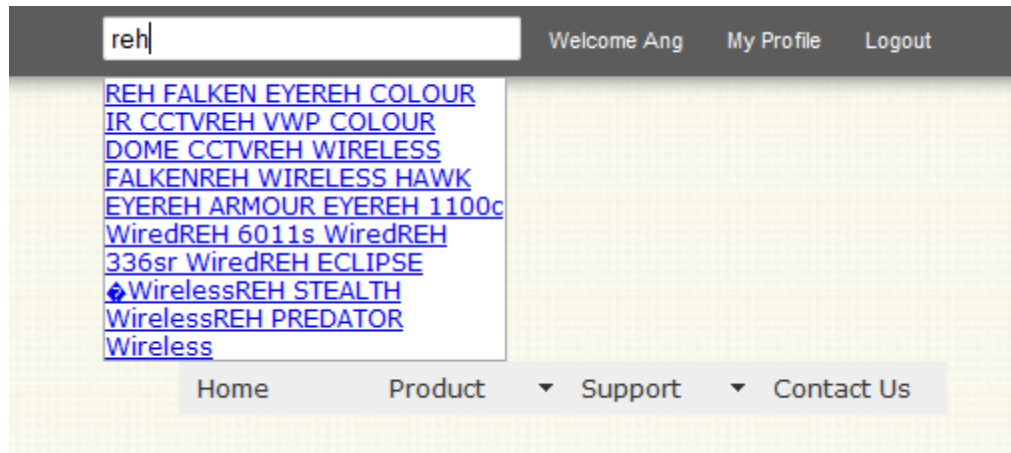 reh Welcome Ang My Profile Logout
REH FALKEN EYEREH COLOUR
IR CCTVREH VWP COLOUR
DOME CCTVREH WIRELESS
FALKENREH WIRELESS HAWK
EYEREH ARMOUR EYEREH 1100c
WiredREH 6011s WiredREH
336sr WiredREH ECLIPSE
�WirelessREH STEALTH
WirelessREH PREDATOR
Wireless
Home Product Support Contact Us